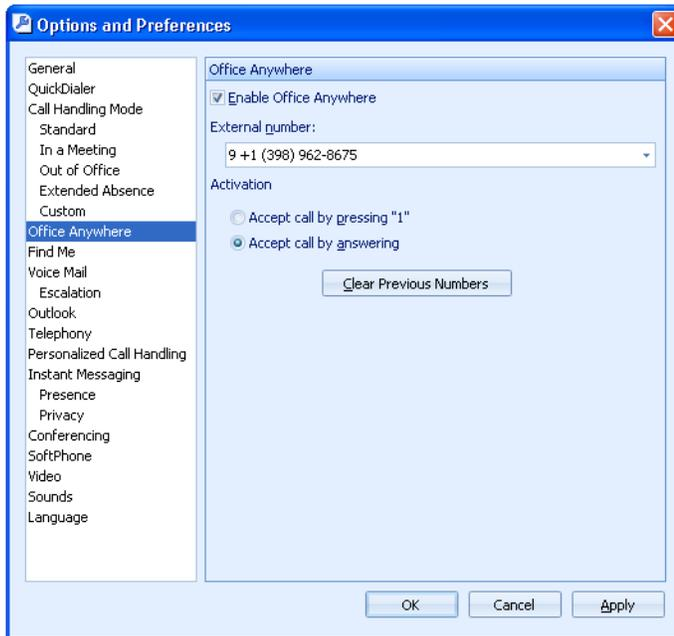 Options and Preferences
General
QuickDialer
Call Handling Mode
Standard
In a Meeting
Out of Office
Extended Absence
Custom
Office Anywhere
Find Me
Voice Mail
Escalation
Outlook
Telephony
Personalized Call Handling
Instant Messaging
Presence
Privacy
Conferencing
SoftPhone
Video
Sounds
Language
Office Anywhere
Enable Office Anywhere
External number:
9 +1 (398) 962-8675
Activation
Accept call by pressing "1"
Accept call by answering
Clear Previous Numbers
OK
Cancel
Apply